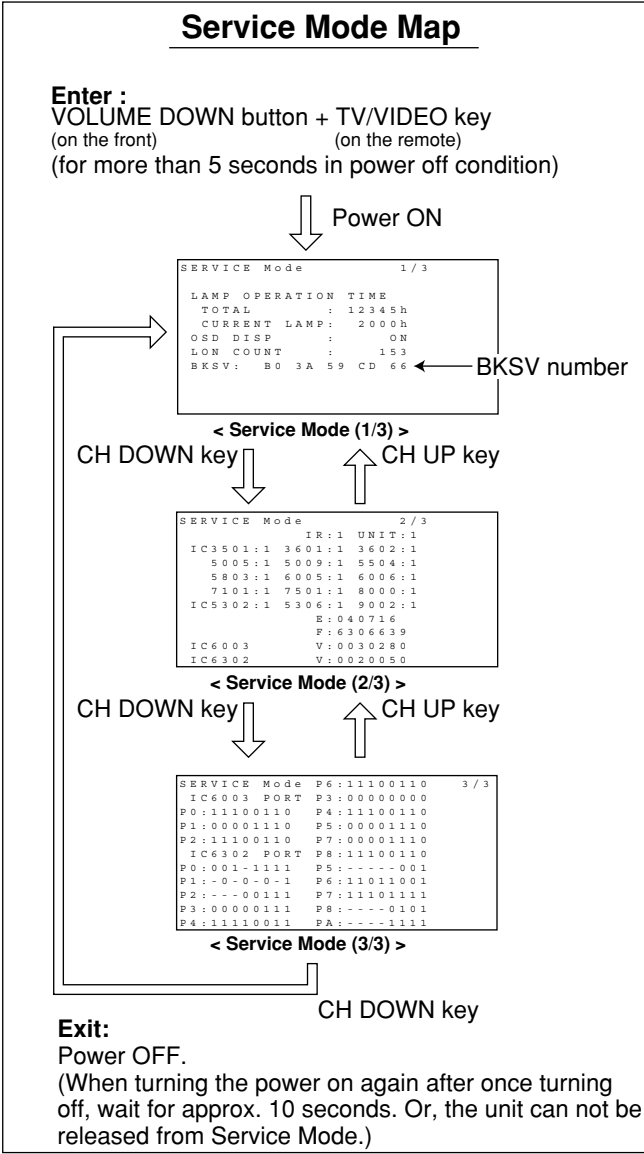 Service Mode Map
Enter :
VOLUME DOWN button + TV/VIDEO key
(on the front) (on the remote)
(for more than 5 seconds in power off condition)
Power ON
SERVICE Mode 1/3
LAMP OPERATION TIME
TOTAL : 12345h
CURRENT LAMP: 2000h
OSD DISP : ON
LON COUNT : 153
BKSV: B0 3A 59 CD 66
BKSV number
< Service Mode (1/3) >
CH DOWN key CH UP key
SERVICE Mode 2/3
IR:1 UNIT:1
IC3501:1 3601:1 3602:1
5005:1 5009:1 5504:1
5803:1 6005:1 6006:1
7101:1 7501:1 8000:1
IC5302:1 5306:1 9002:1
E:040716
F:6306639
IC6003 V:0030280
IC6302 V:0020050
< Service Mode (2/3) >
CH DOWN key CH UP key
SERVICE Mode P6:11100110 3/3
IC6003 PORT P3:00000000
P0:11100110 P4:11100110
P1:00001110 P5:00001110
P2:11100110 P7:00001110
IC6302 PORT P8:11100110
P0:001-1111 P5:-----001
P1:-0-0-0-1 P6:11011001
P2:---00111 P7:11101111
P3:00000111 P8:----0101
P4:11110011 PA:----1111
< Service Mode (3/3) >
CH DOWN key
Exit:
Power OFF.
(When turning the power on again after once turning
off, wait for approx. 10 seconds. Or, the unit can not be
released from Service Mode.)